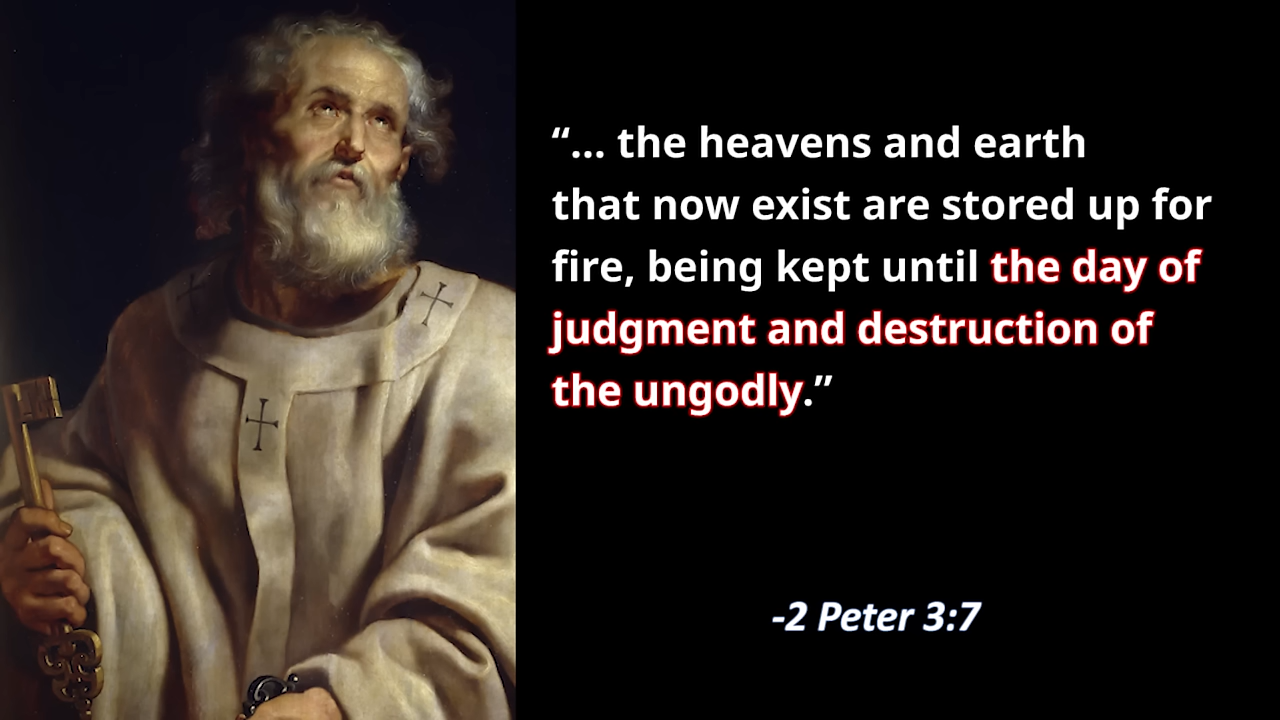 “... the heavens and earth
that now exist are stored up for
fire, being kept until the day of
judgment and destruction of
the ungodly.”
-2 Peter 3:7